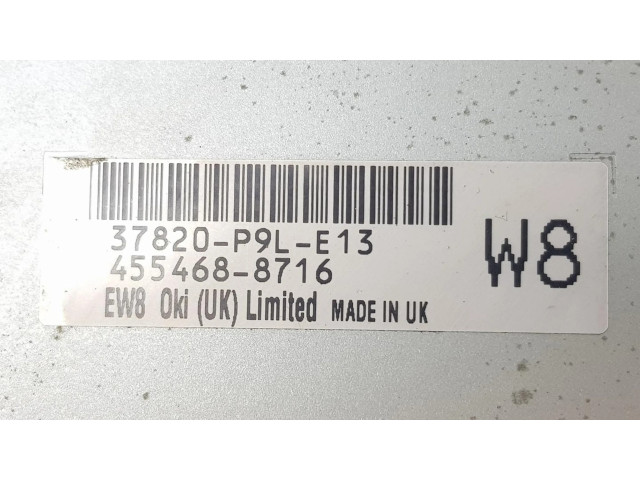 37820-P9L-E13
455468-8716
EW8 Oki (UK) Limited MADE IN UK
W8